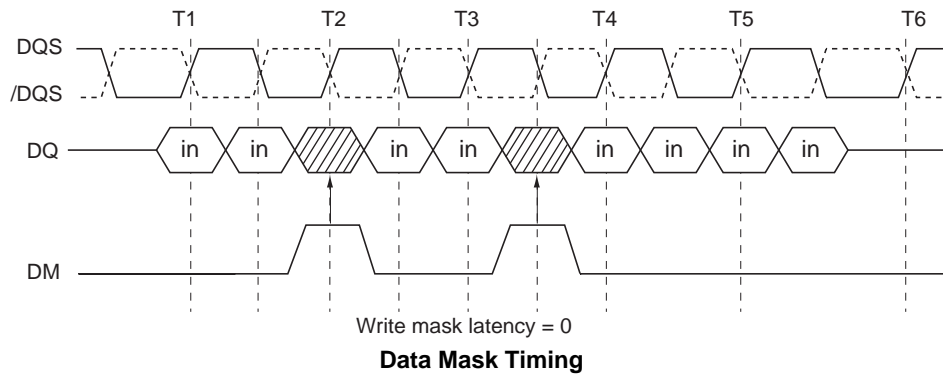 T1 T2 T3 T4 T5 T6
DQS
/DQS
DQ in in in in in in in in
DM
Write mask latency = 0
Data Mask Timing